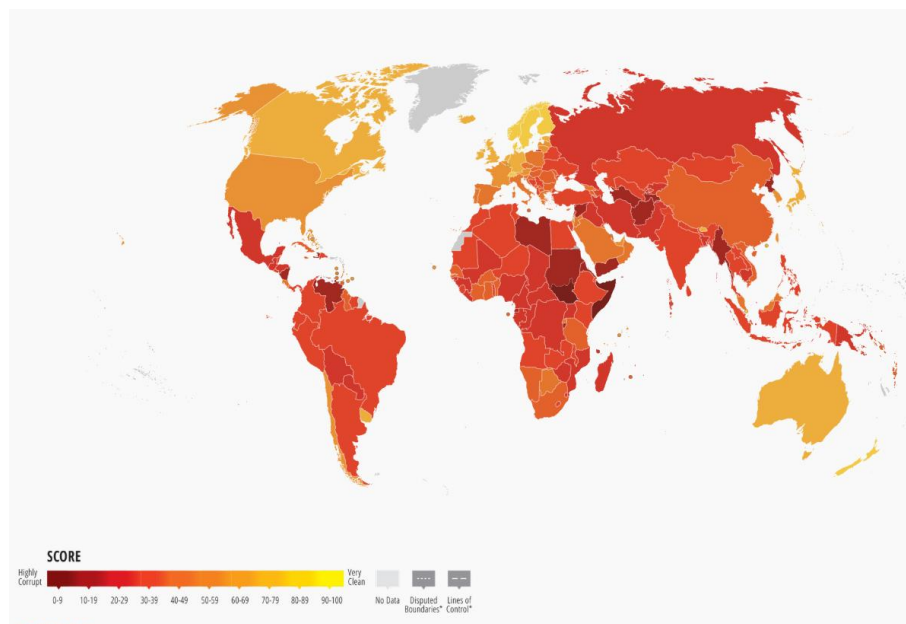 SCORE
Highly Corrupt
Very Clean
0-9 10-19 20-29 30-39 40-49 50-59 60-69 70-79 80-89 90-100
No Data
Disputed Boundaries*
Lines of Control*